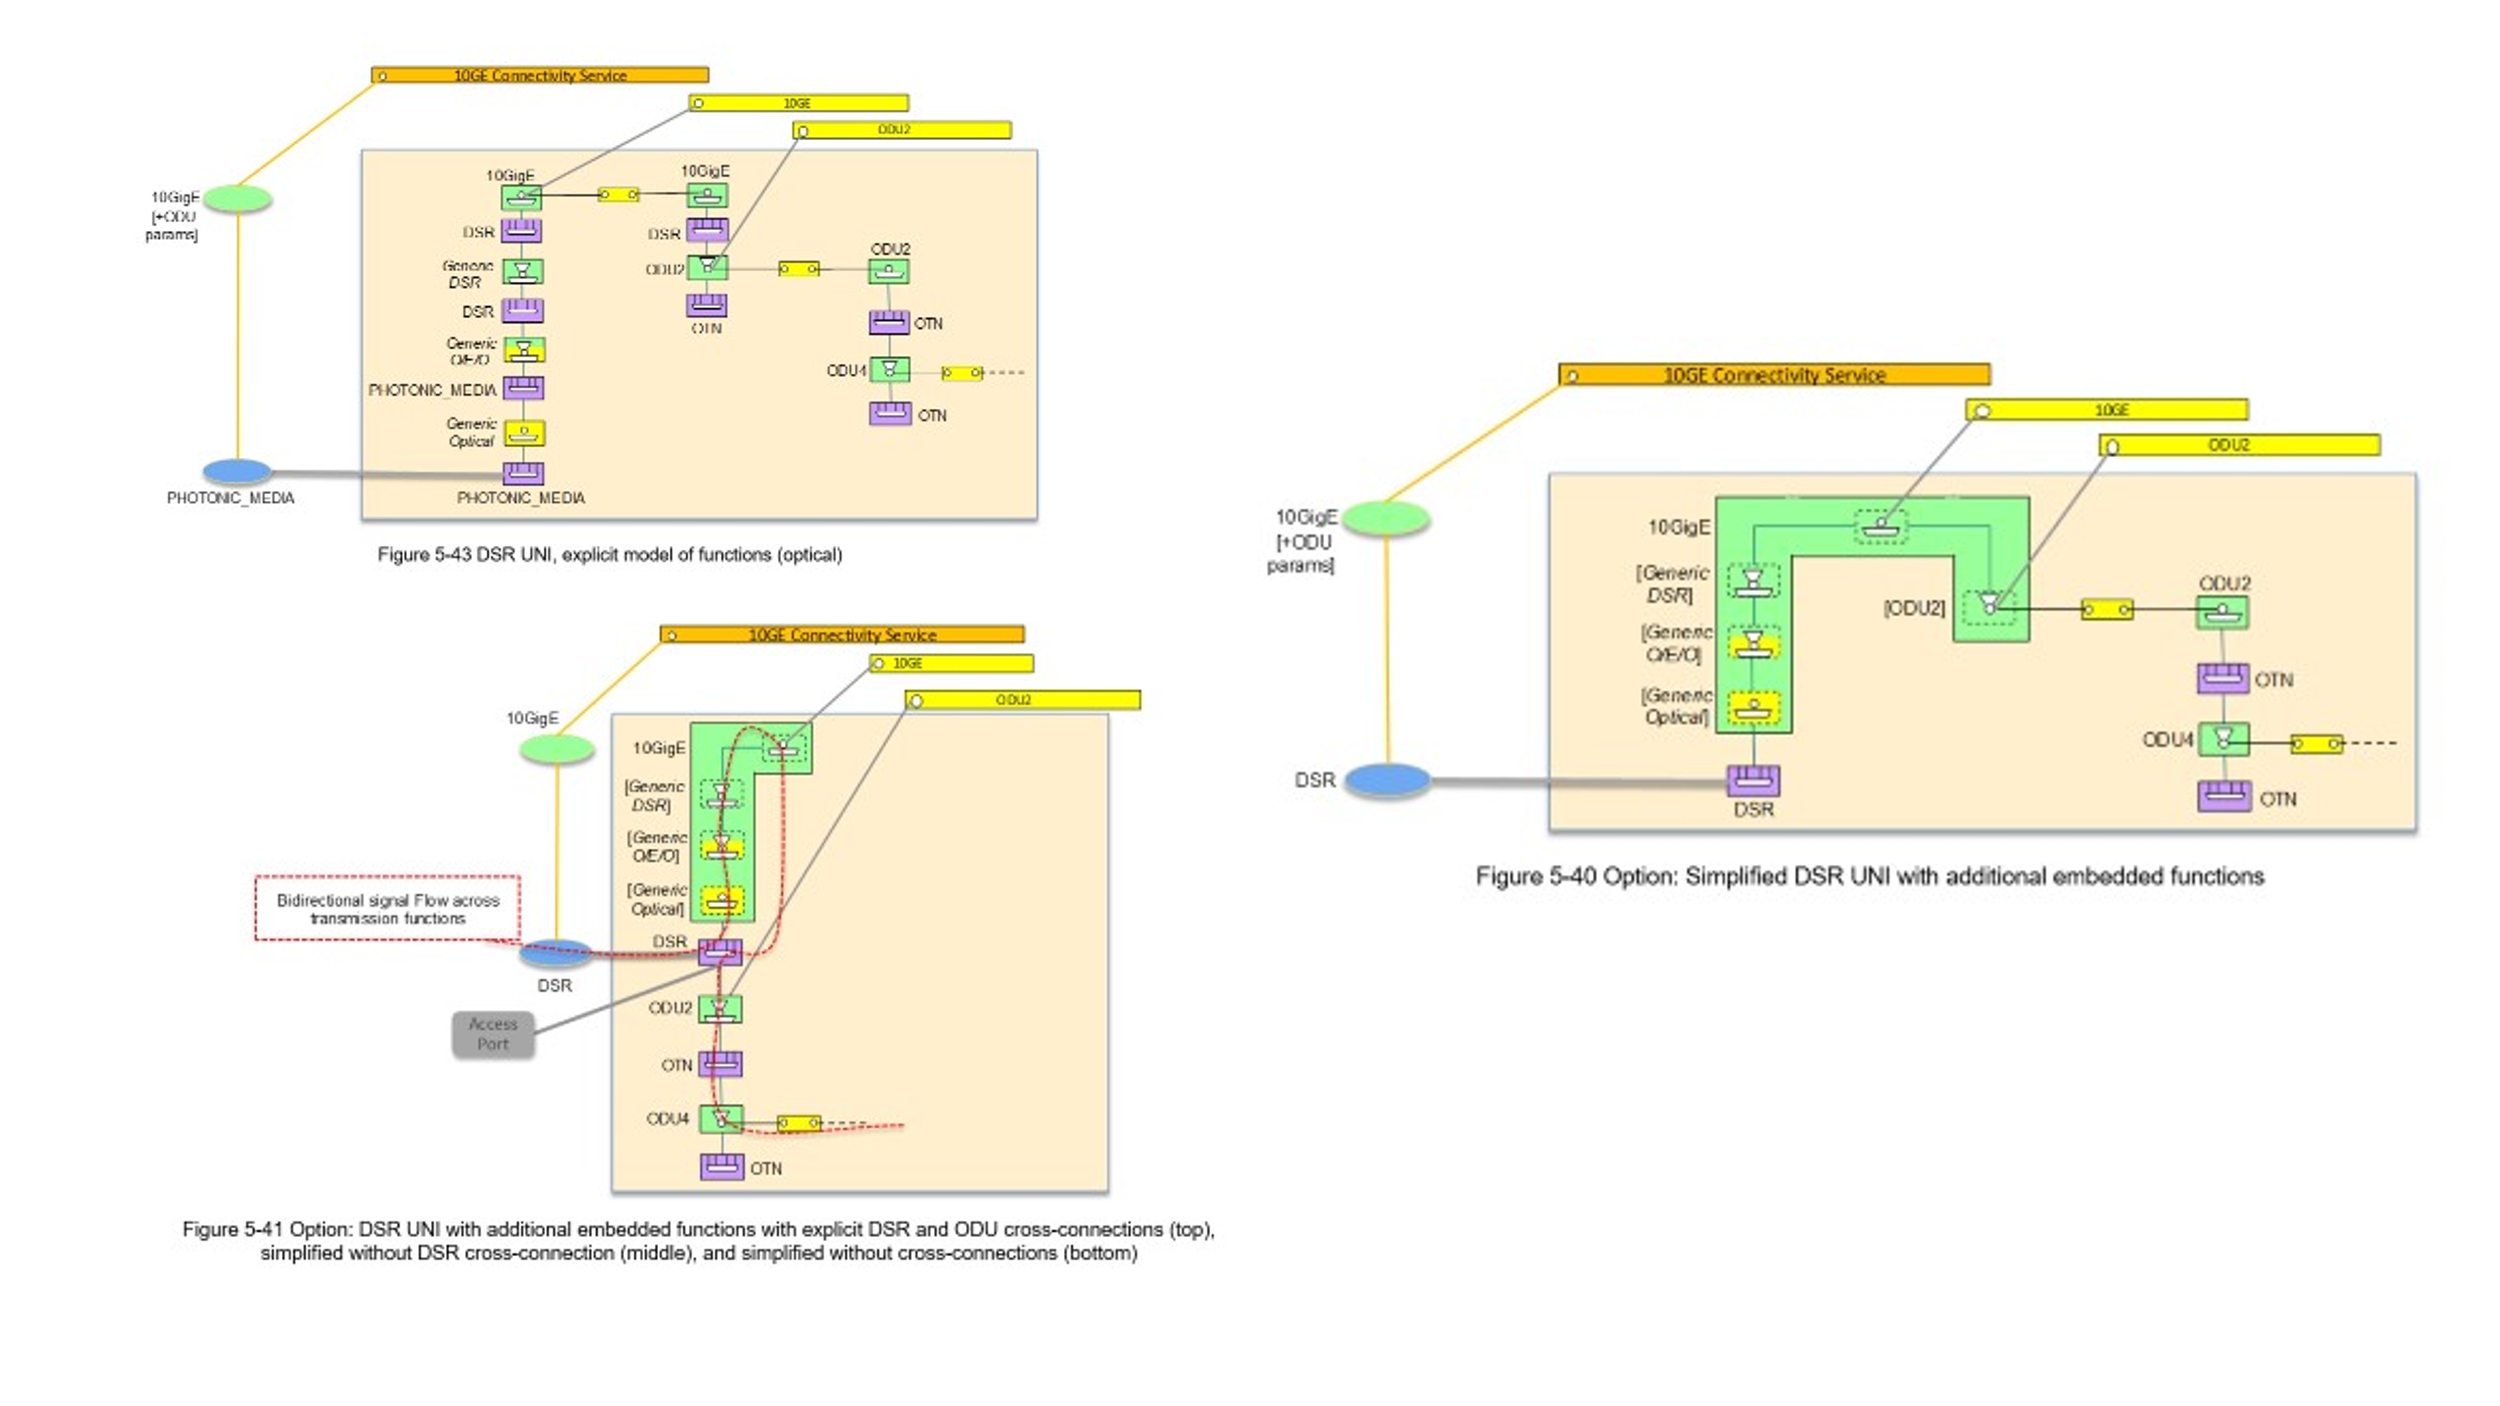 10GE Connectivity Service
10GE
ODU2
10GigE
10GigE
10GigE
[+ODU
params]
DSR
DSR
ODU2
Generic
DSR
ODU2
DSR
OTN
OTN
Generic
O/E/O
ODU4
PHOTONIC_MEDIA
OTN
Generic
Optical
PHOTONIC_MEDIA
PHOTONIC_MEDIA
Figure 5-43 DSR UNI, explicit model of functions (optical)
10GE Connectivity Service
10GE
ODU2
10GigE
10GigE
[Generic
DSR]
[Generic
O/E/O]
[Generic
Optical]
Bidirectional signal Flow across
transmission functions
DSR
DSR
ODU2
Access
Port
OTN
ODU4
OTN
Figure 5-41 Option: DSR UNI with additional embedded functions with explicit DSR and ODU cross-connections (top),
simplified without DSR cross-connection (middle), and simplified without cross-connections (bottom)
10GE Connectivity Service
10GE
ODU2
10GigE
[+ODU
params]
10GigE
[Generic
DSR]
[ODU2]
ODU2
[Generic
O/E/O]
OTN
[Generic
Optical]
ODU4
DSR
DSR
OTN
Figure 5-40 Option: Simplified DSR UNI with additional embedded functions